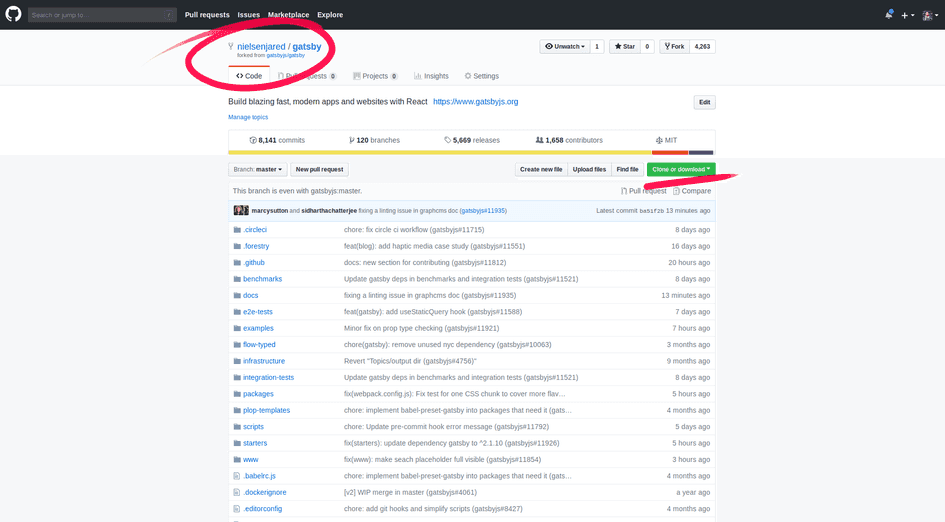 Search or jump to... /
Pull requests Issues Marketplace Explore
nielsenjared / gatsby
forked from gatsbyjs/gatsby
Unwatch 1 Star 0 Fork 4,263
Code Pull requests 0 Projects 0 Insights Settings
Build blazing fast, modern apps and websites with React https://www.gatsbyjs.org Edit
Manage topics
8,141 commits 120 branches 5,669 releases 1,658 contributors MIT
Branch: master New pull request Create new file Upload files Find file Clone or download
This branch is even with gatsbyjs:master. Pull request Compare
marcysutton and sidharthachatterjee fixing a linting issue in graphcms doc (gatsbyjs#11935) Latest commit ba51f2b 13 minutes ago
.circleci chore: fix circle ci workflow (gatsbyjs#11715) 8 days ago
.forestry feat(blog): add haptic media case study (gatsbyjs#11551) 16 days ago
.github docs: new section for contributing (gatsbyjs#11812) 20 hours ago
benchmarks Update gatsby deps in benchmarks and integration tests (gatsbyjs#11521) 8 days ago
docs fixing a linting issue in graphcms doc (gatsbyjs#11935) 13 minutes ago
e2e-tests feat(gatsby): add useStaticQuery hook (gatsbyjs#11588) 7 days ago
examples Minor fix on prop type checking (gatsbyjs#11921) 7 hours ago
flow-typed chore(gatsby): remove unused nyc dependency (gatsbyjs#10063) 3 months ago
infrastructure Revert "Topics/output dir (gatsbyjs#4756)" 9 months ago
integration-tests Update gatsby deps in benchmarks and integration tests (gatsbyjs#11521) 8 days ago
packages fix(webpack.config.js): Fix test for one CSS chunk to cover more flav… 5 hours ago
plop-templates chore: implement babel-preset-gatsby into packages that need it (gats… 4 months ago
scripts chore: Update pre-commit hook error message (gatsbyjs#11792) 5 days ago
starters fix(starters): update dependency gatsby to ^2.1.10 (gatsbyjs#11926) 5 hours ago
www fix(www): make seach placeholder full visible (gatsbyjs#11854) 3 hours ago
.babelrc.js chore: implement babel-preset-gatsby into packages that need it (gats… 4 months ago
.dockerignore [v2] WIP merge in master (gatsbyjs#4061) a year ago
.editorconfig chore: add git hooks and simplify scripts (gatsbyjs#8427) 4 months ago